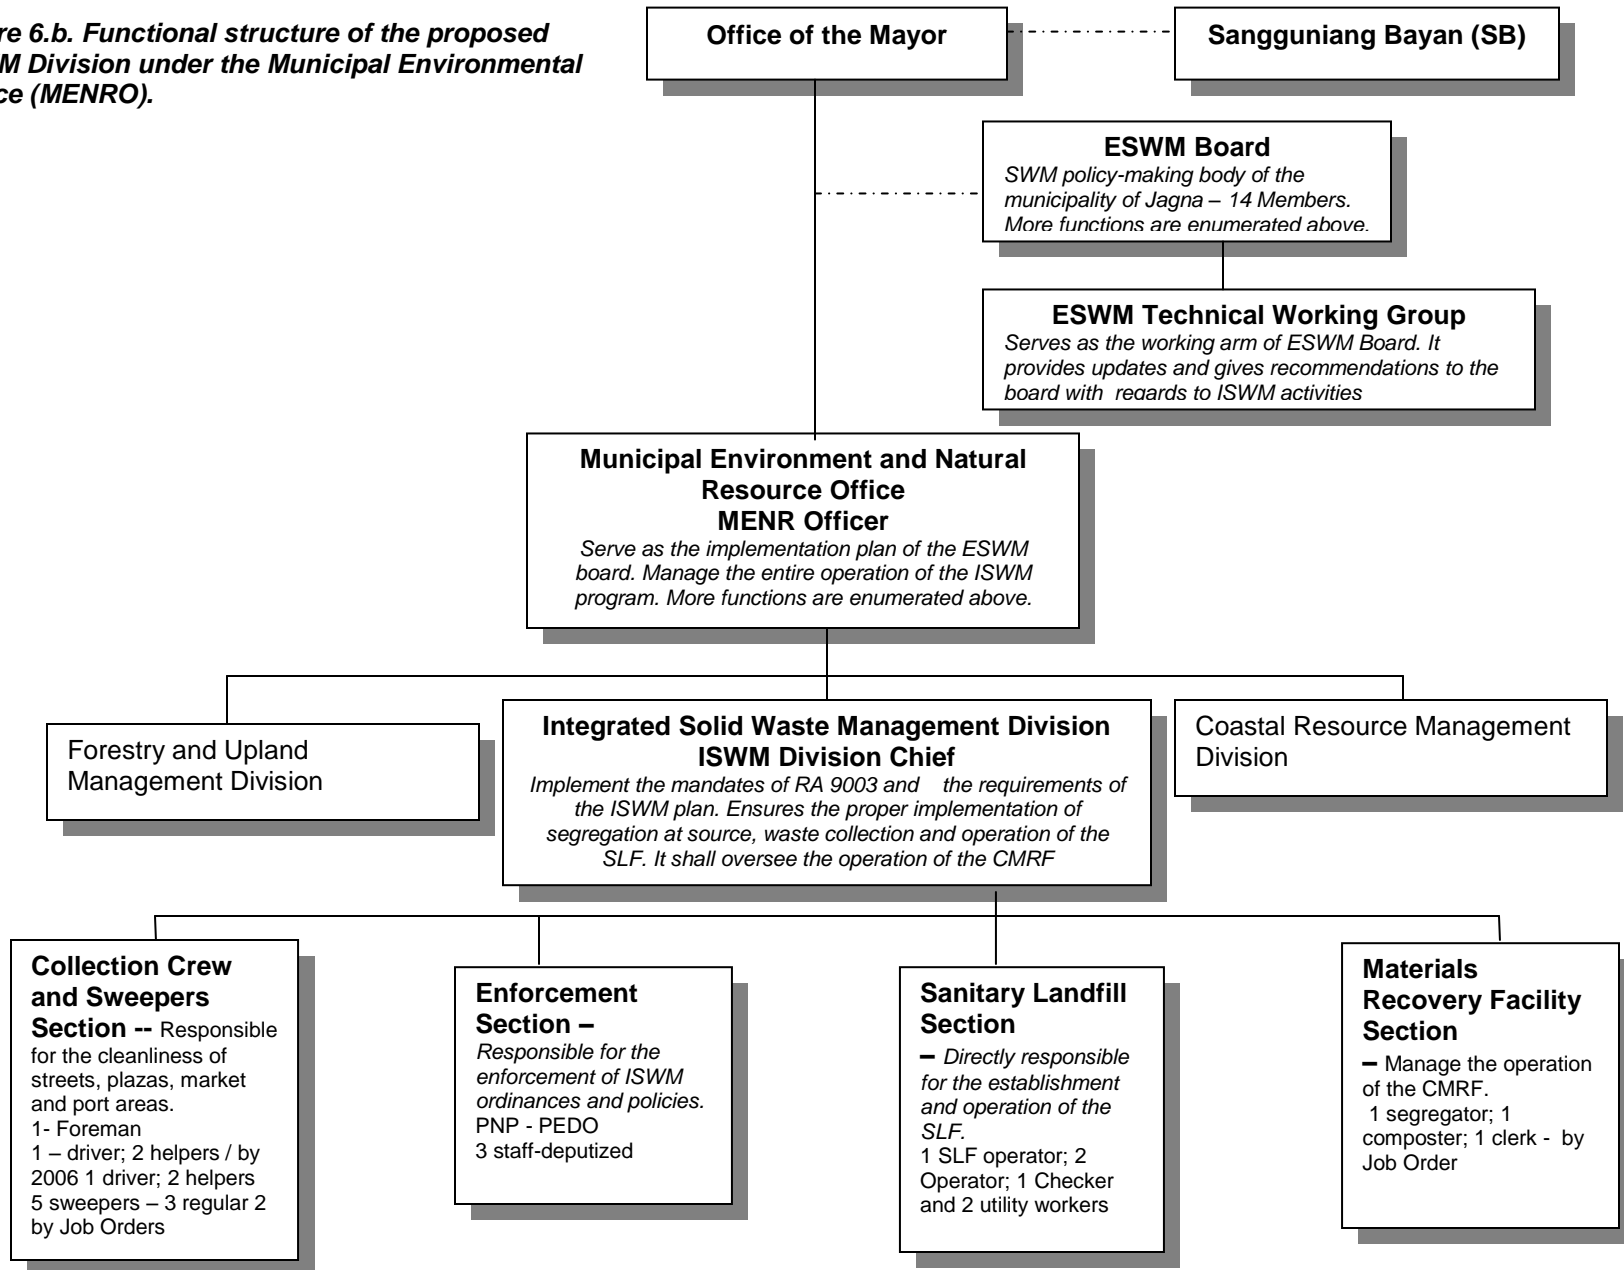 re 6.b. Functional structure of the proposed
M Division under the Municipal Environmental
ce (MENRO).
Office of the Mayor
Sangguniang Bayan (SB)
ESWM Board
SWM policy-making body of the
municipality of Jagna – 14 Members.
More functions are enumerated above.
ESWM Technical Working Group
Serves as the working arm of ESWM Board. It
provides updates and gives recommendations to the
board with regards to ISWM activities
Municipal Environment and Natural
Resource Office
MENR Officer
Serve as the implementation plan of the ESWM
board. Manage the entire operation of the ISWM
program. More functions are enumerated above.
Forestry and Upland
Management Division
Integrated Solid Waste Management Division
ISWM Division Chief
Implement the mandates of RA 9003 and the requirements of
the ISWM plan. Ensures the proper implementation of
segregation at source, waste collection and operation of the
SLF. It shall oversee the operation of the CMRF
Coastal Resource Management
Division
Collection Crew
and Sweepers
Section -- Responsible
for the cleanliness of
streets, plazas, market
and port areas.
1- Foreman
1 – driver; 2 helpers / by
2006 1 driver; 2 helpers
5 sweepers – 3 regular 2
by Job Orders
Enforcement
Section –
Responsible for the
enforcement of ISWM
ordinances and policies.
PNP - PEDO
3 staff-deputized
Sanitary Landfill
Section
– Directly responsible
for the establishment
and operation of the
SLF.
1 SLF operator; 2
Operator; 1 Checker
and 2 utility workers
Materials
Recovery Facility
Section
– Manage the operation
of the CMRF.
1 segregator; 1
composter; 1 clerk - by
Job Order